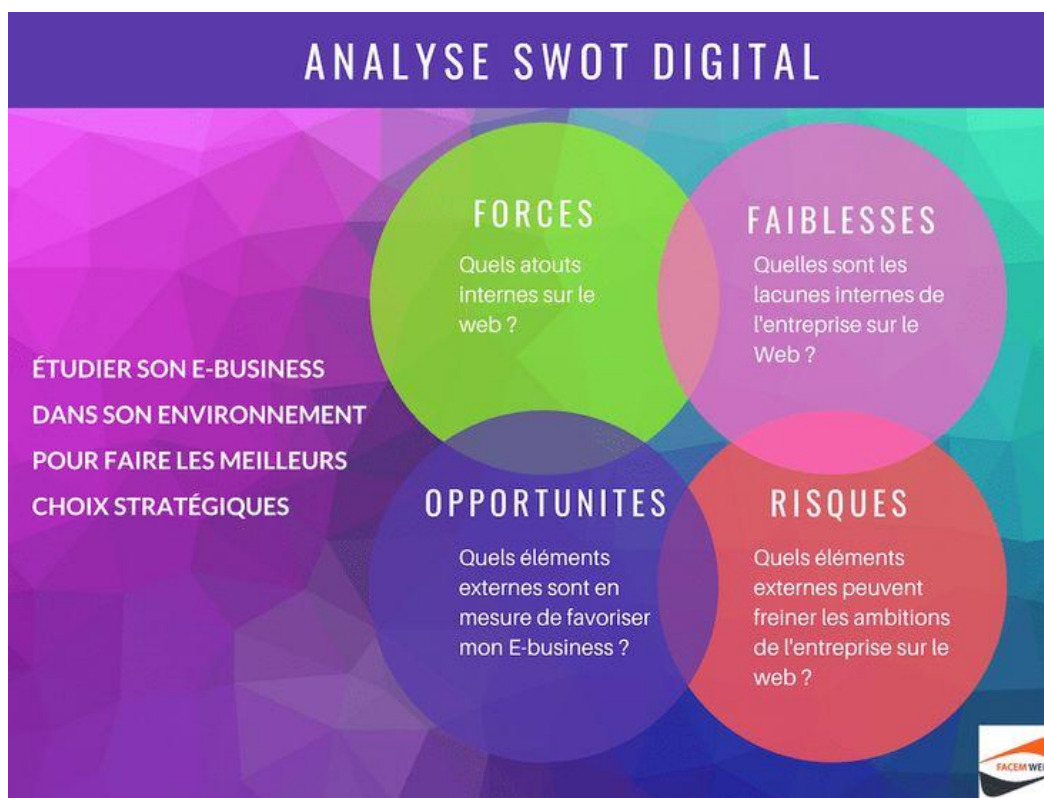 ANALYSE SWOT DIGITAL
ÉTUDIER SON E-BUSINESS
DANS SON ENVIRONNEMENT
POUR FAIRE LES MEILLEURS
CHOIX STRATÉGIQUES
FORCES
Quels atouts
internes sur le
web ?
FAIBLESSES
Quelles sont les
lacunes internes de
l'entreprise sur le
Web ?
OPPORTUNITES
Quels éléments
externes sont en
mesure de favoriser
mon E-business ?
RISQUES
Quels éléments
externes peuvent
freiner les ambitions
de l'entreprise sur le
web ?
FACEM WE